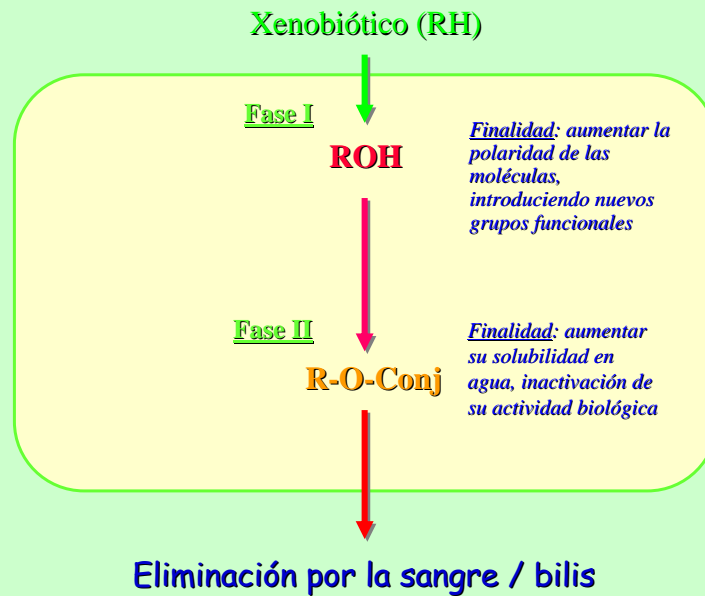 Xenobiótico (RH)
Fase I
ROH
Finalidad: aumentar la
polaridad de las
moléculas,
introduciendo nuevos
grupos funcionales
Fase II
R-O-Conj
Finalidad: aumentar
su solubilidad en
agua, inactivación de
su actividad biológica
Eliminación por la sangre / bilis